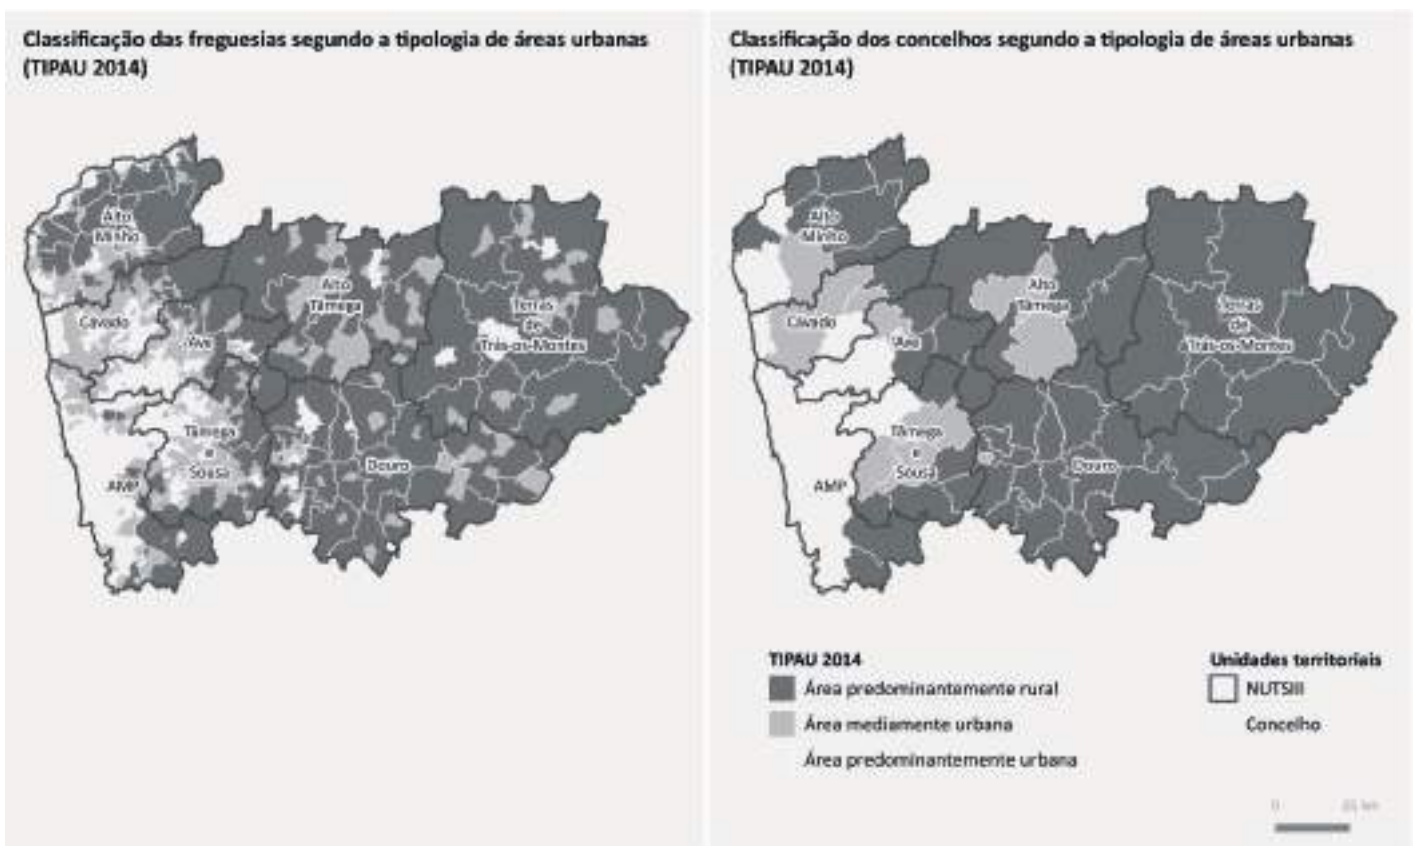 Classificação das freguesias segundo a tipologia de áreas urbanas
(TIPAU 2014)
Alto
Minho
Cávado
Ave
Alto
Tâmega
Terras
de
Trás-os-Montes
Tâmega
e
Sousa
Douro
AMP
Classificação dos concelhos segundo a tipologia de áreas urbanas
(TIPAU 2014)
Alto
Minho
Cávado
Ave
Alto
Tâmega
Terras
de
Trás-os-Montes
Tâmega
e
Sousa
Douro
AMP
TIPAU 2014
Área predominantemente rural
Área mediamente urbana
Área predominantemente urbana
Unidades territoriais
NUTSIII
Concelho
0 km